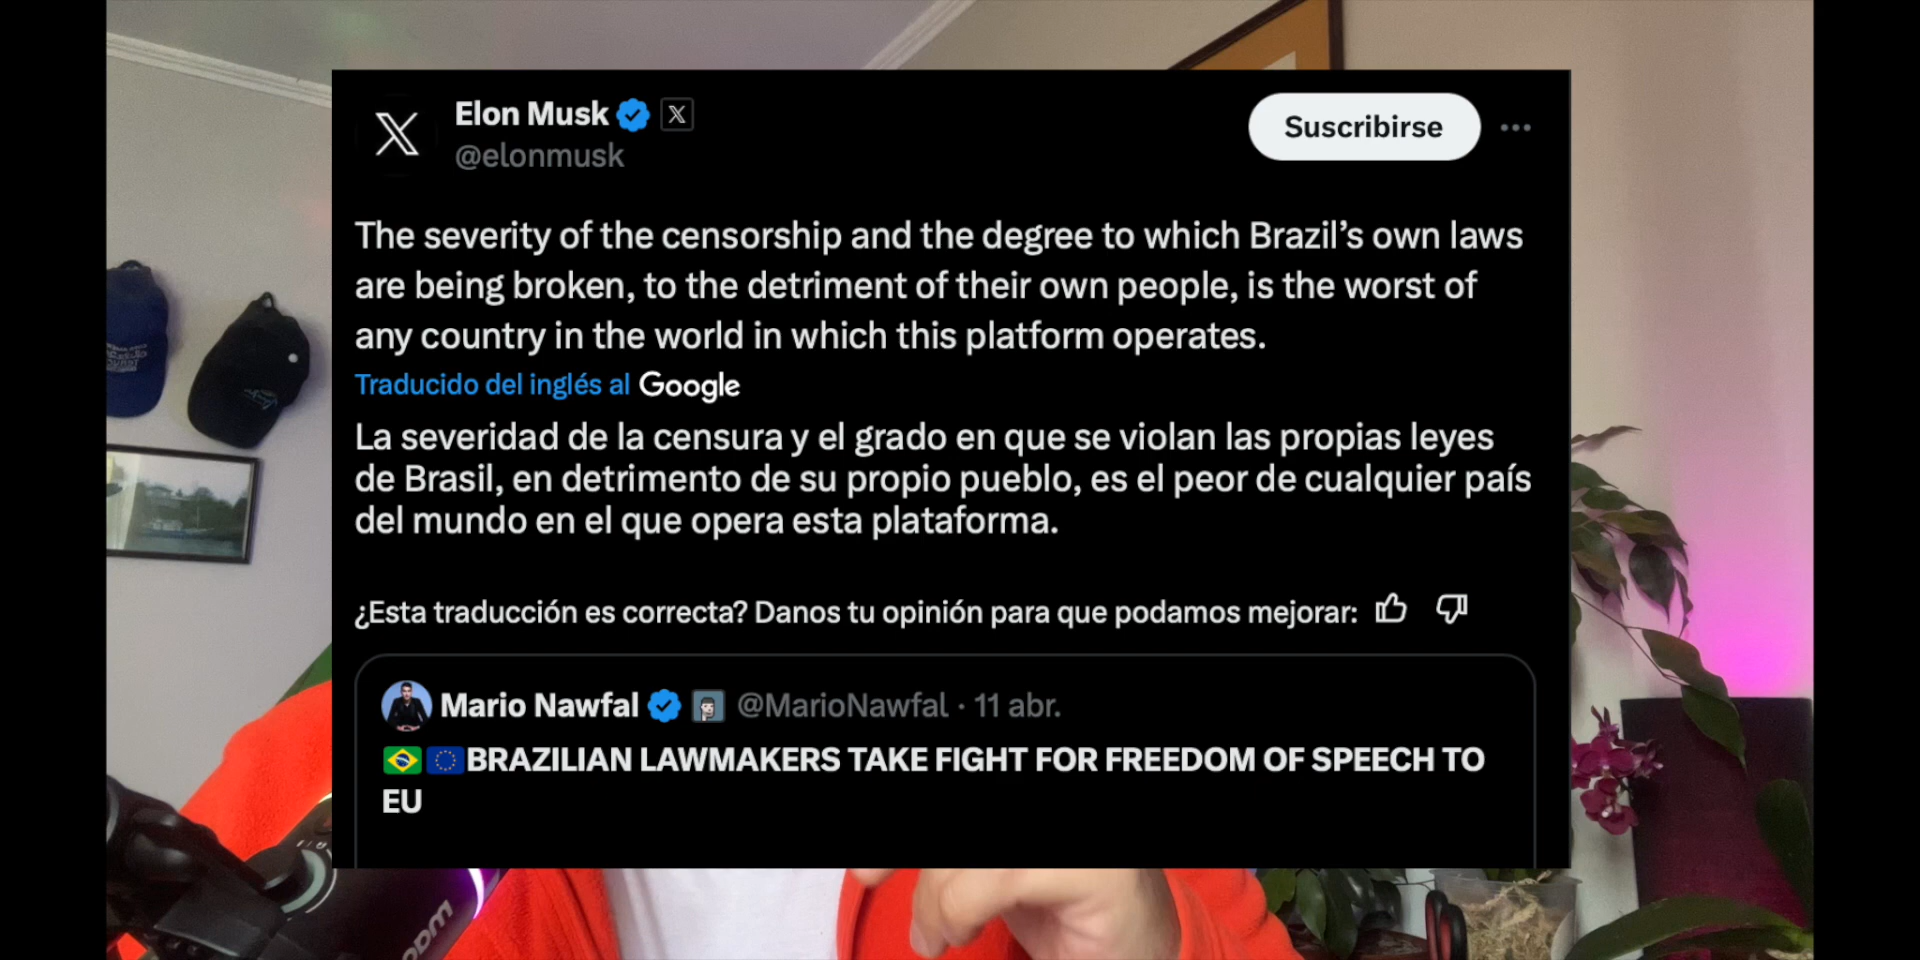 Elon Musk
@elonmusk
Suscribirse
The severity of the censorship and the degree to which Brazil’s own laws
are being broken, to the detriment of their own people, is the worst of
any country in the world in which this platform operates.
Traducido del inglés al Google
La severidad de la censura y el grado en que se violan las propias leyes
de Brasil, en detrimento de su propio pueblo, es el peor de cualquier país
del mundo en el que opera esta plataforma.
¿Esta traducción es correcta? Danos tu opinión para que podamos mejorar:
Mario Nawfal @MarioNawfal · 11 abr.
🇧🇷🇪🇺BRAZILIAN LAWMAKERS TAKE FIGHT FOR FREEDOM OF SPEECH TO
EU